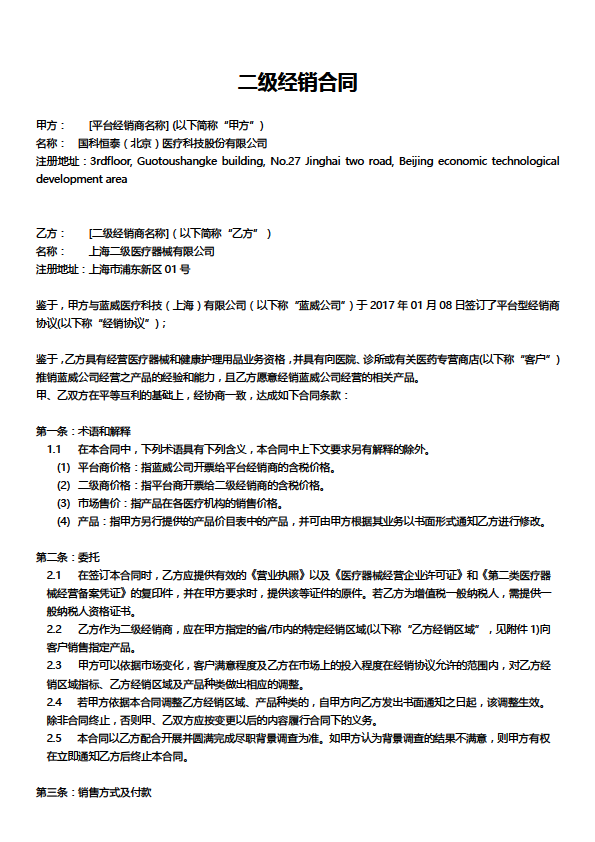 二级经销合同
甲方： [平台经销商名称] (以下简称“甲方”)
名称： 国科恒泰（北京）医疗科技股份有限公司
注册地址：3rdfloor, Guotoushangke building, No.27 Jinghai two road, Beijing economic technological
development area
乙方： [二级经销商名称]（以下简称“乙方” ）
名称： 上海二级医疗器械有限公司
注册地址：上海市浦东新区 01 号
鉴于，甲方与蓝威医疗科技（上海）有限公司（以下称“蓝威公司”）于 2017 年 01 月 08 日签订了平台型经销商
协议(以下称“经销协议”)；
鉴于，乙方具有经营医疗器械和健康护理用品业务资格，并具有向医院、诊所或有关医药专营商店(以下称“客户”)
推销蓝威公司经营之产品的经验和能力，且乙方愿意经销蓝威公司经营的相关产品。
甲、乙双方在平等互利的基础上，经协商一致，达成如下合同条款：
第一条：术语和解释
1.1 在本合同中，下列术语具有下列含义，本合同中上下文要求另有解释的除外。
(1) 平台商价格：指蓝威公司开票给平台经销商的含税价格。
(2) 二级商价格：指平台商开票给二级经销商的含税价格。
(3) 市场售价：指产品在各医疗机构的销售价格。
(4) 产品：指甲方另行提供的产品价目表中的产品，并可由甲方根据其业务以书面形式通知乙方进行修改。
第二条：委托
2.1 在签订本合同时，乙方应提供有效的《营业执照》以及《医疗器械经营企业许可证》和《第二类医疗器
械经营备案凭证》的复印件，并在甲方要求时，提供该等证件的原件。若乙方为增值税一般纳税人，需提供一
般纳税人资格证书。
2.2 乙方作为二级经销商，应在甲方指定的省/市内的特定经销区域(以下称“乙方经销区域”，见附件 1)向
客户销售指定产品。
2.3 甲方可以依据市场变化，客户满意程度及乙方在市场上的投入程度在经销协议允许的范围内，对乙方经
销区域指标、乙方经销区域及产品种类做出相应的调整。
2.4 若甲方依据本合同调整乙方经销区域、产品种类的，自甲方向乙方发出书面通知之日起，该调整生效。
除非合同终止，否则甲、乙双方应按变更以后的内容履行合同下的义务。
2.5 本合同以乙方配合开展并圆满完成尽职背景调查为准。如甲方认为背景调查的结果不满意，则甲方有权
在立即通知乙方后终止本合同。
第三条：销售方式及付款